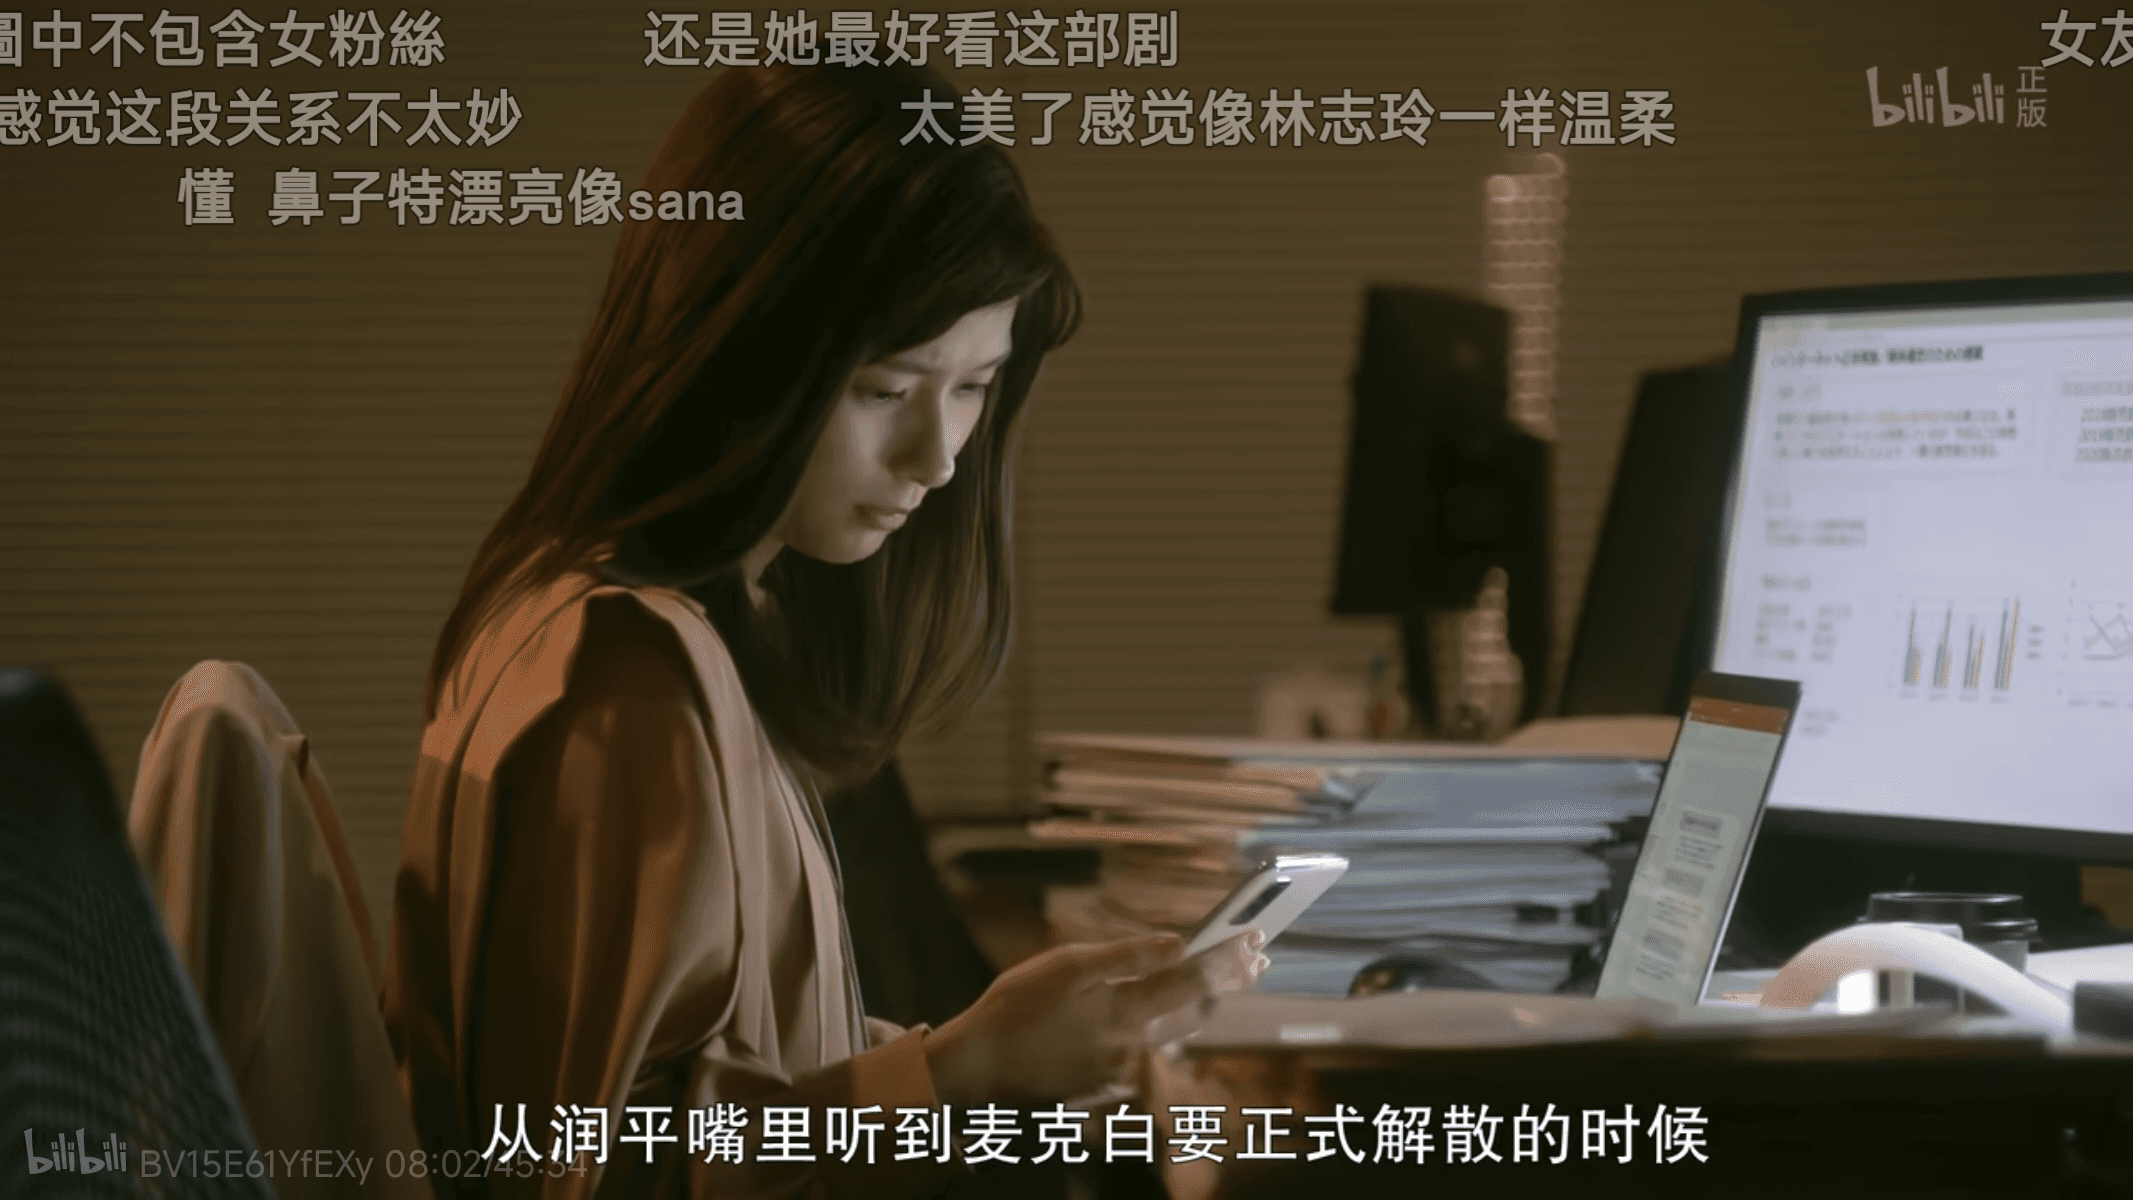 圖中不包含女粉絲
还是她最好看这部剧
女友
感觉这段关系不太妙
太美了感觉像林志玲一样温柔
bilibili 正版
懂 鼻子特漂亮像sana
从润平嘴里听到麦克白要正式解散的时候
bilibili BV15E61YfEXy 08:02/45:34